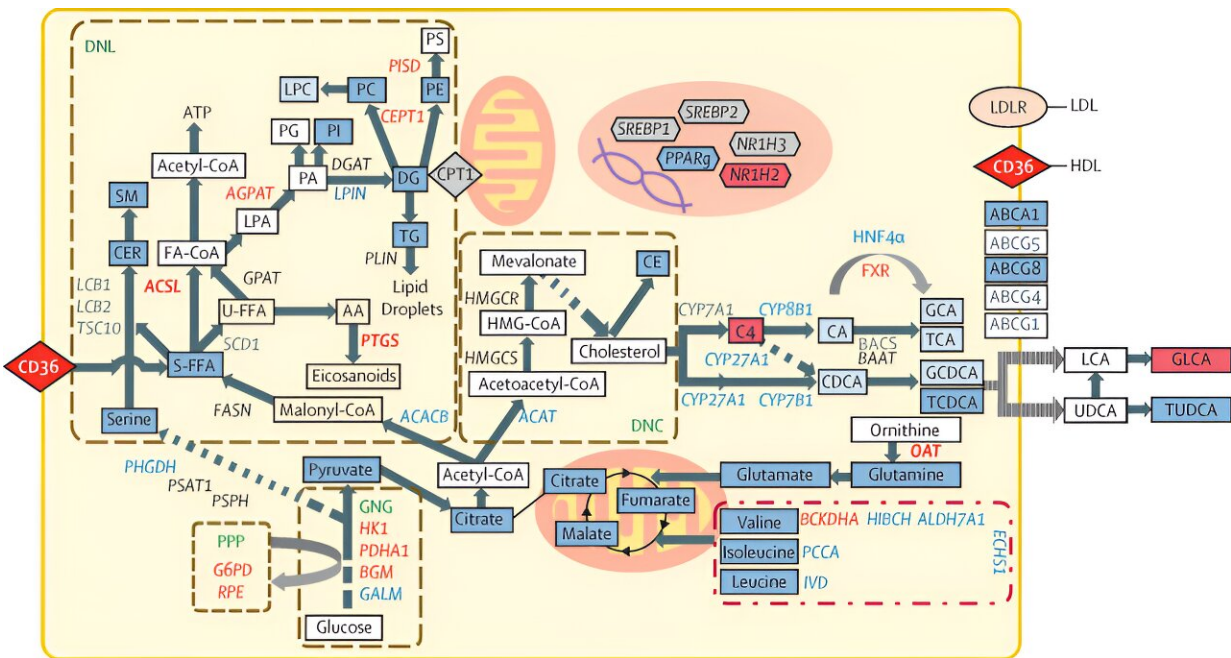 DNL
PS
PISD
LPC
PC
PE
CEPT1
ATP
PG
PI
Acetyl-CoA
DGAT
PA
LPIN
DG
CPT1
AGPAT
SM
LPA
TG
CER
FA-CoA
PLIN
LCB1
LCB2
TSC10
ACSL
GPAT
Lipid
Droplets
U-FFA
AA
SCD1
PTGS
CD36
S-FFA
Eicosanoids
FASN
Malonyl-CoA
Serine
ACACB
SREBP2
SREBP1
NR1H3
PPARg
NR1H2
LDLR
LDL
CD36
HDL
ABCA1
ABCG5
ABCG8
ABCG4
ABCG1
Mevalonate
CE
HMGCR
HMG-CoA
HMGCS
Cholesterol
Acetoacetyl-CoA
ACAT
DNC
HNF4α
FXR
CYP7A1
CYP8B1
C4
CA
GCA
TCA
BACS
BAAT
CYP27A1
CDCA
GCDCA
TCDCA
CYP27A1
CYP7B1
LCA
GLCA
UDCA
TUDCA
Ornithine
OAT
PHGDH
PSAT1
PSPH
Pyruvate
Acetyl-CoA
Citrate
Citrate
Fumarate
Malate
Glutamate
Glutamine
GNG
HK1
PDHA1
BGM
GALM
Glucose
PPP
G6PD
RPE
Valine
BCKDHA HIBCH ALDH7A1
Isoleucine
PCCA
Leucine
IVD
ECHS1